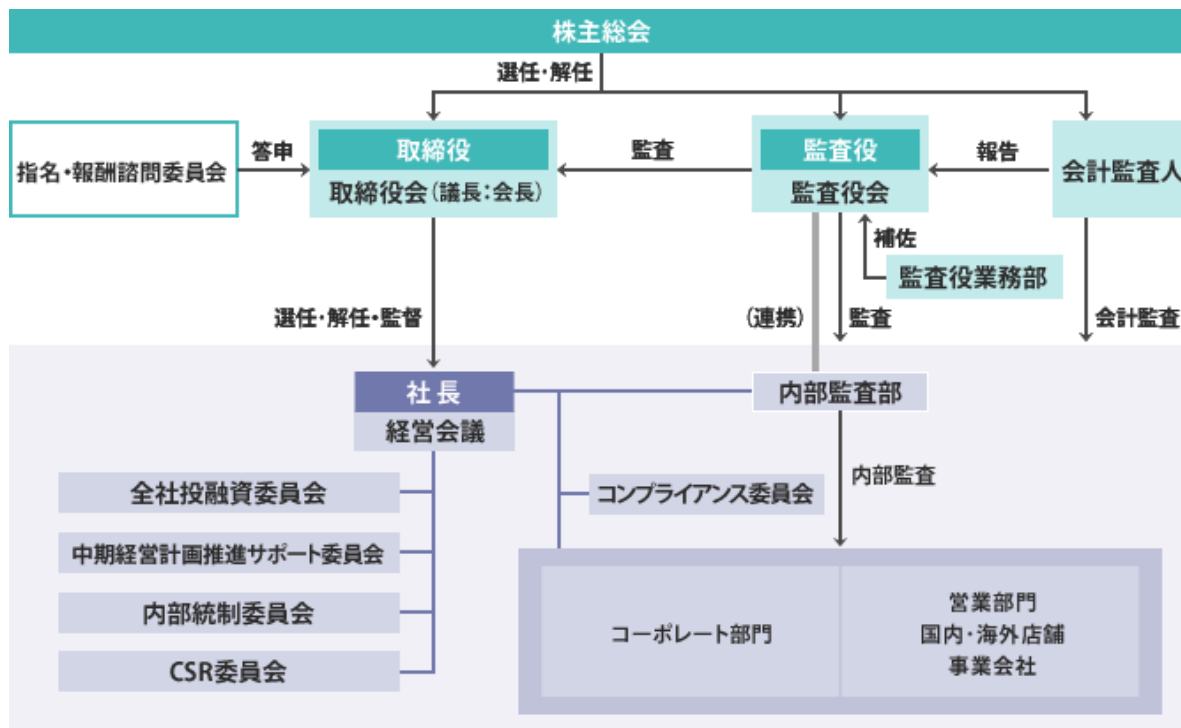 株主総会
選任・解任
指名・報酬諮問委員会
答申
取締役
取締役会（議長：会長）
監査
監査役
監査役会
報告
会計監査人
補佐
監査役業務部
選任・解任・監督
（連携）
監査
会計監査
社長
経営会議
内部監査部
全社投融資委員会
コンプライアンス委員会
内部監査
中期経営計画推進サポート委員会
内部統制委員会
CSR委員会
コーポレート部門
営業部門
国内・海外店舗
事業会社